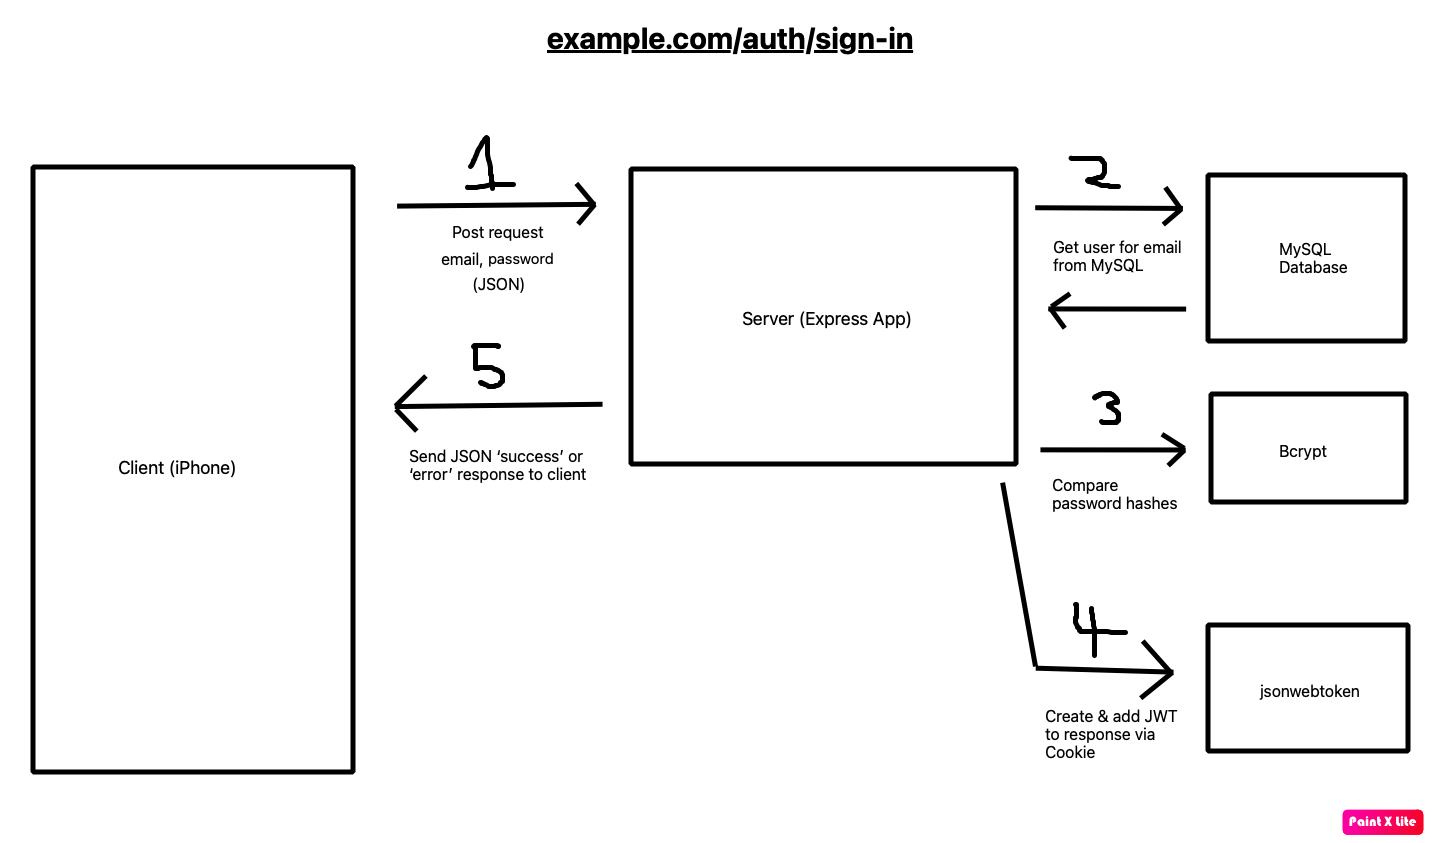 example.com/auth/sign-in
1
Post request
email, password
(JSON)
2
Get user for email
from MySQL
MySQL
Database
Server (Express App)
5
Send JSON ‘success’ or
‘error’ response to client
Client (iPhone)
3
Compare
password hashes
Bcrypt
4
Create & add JWT
to response via
Cookie
jsonwebtoken
Paint X Lite